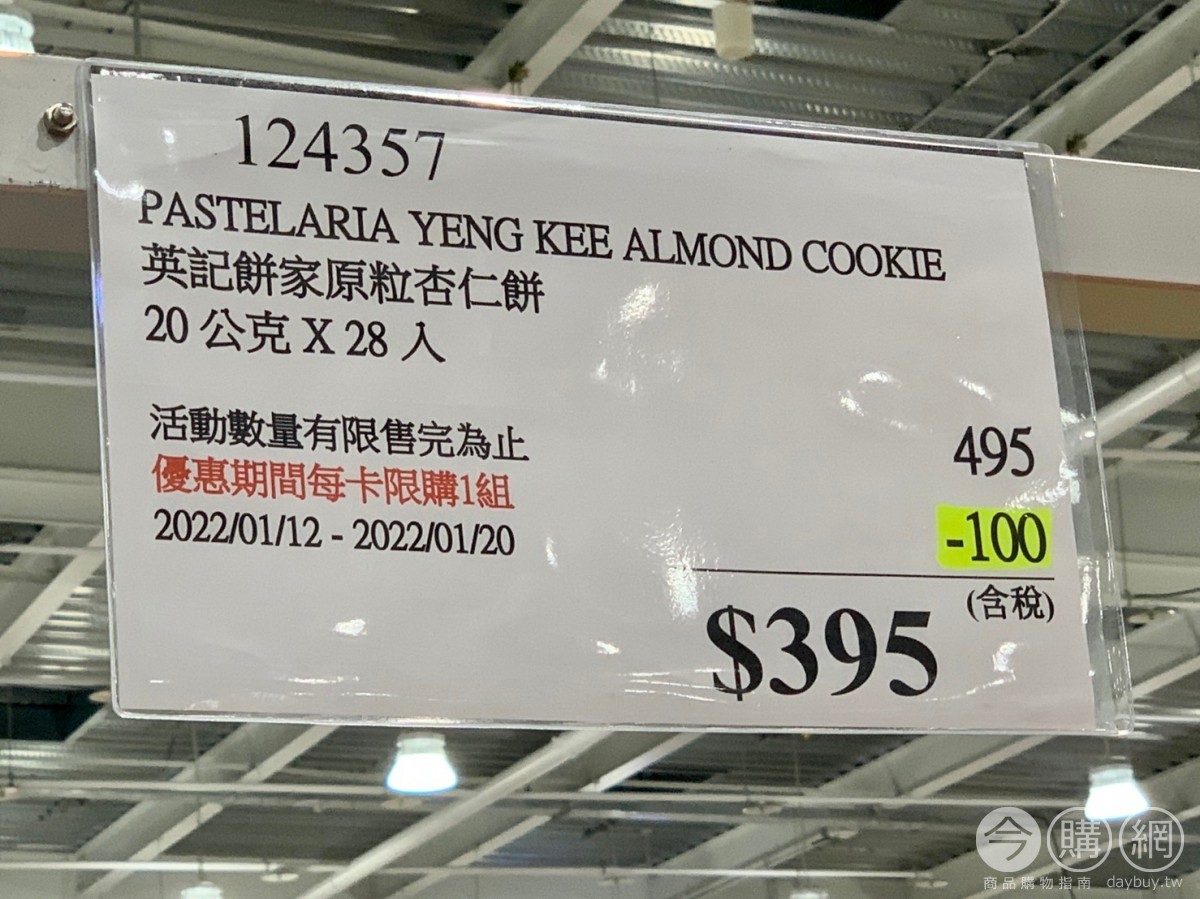 124357
PASTELARIA YENG KEE ALMOND COOKIE
英記餅家原粒杏仁餅
20 公克 X 28 入
活動數量有限售完為止
優惠期間每卡限購1組
2022/01/12 - 2022/01/20
495
-100
(含稅)
$395
今購網
商品購物指南 daybuy.tw